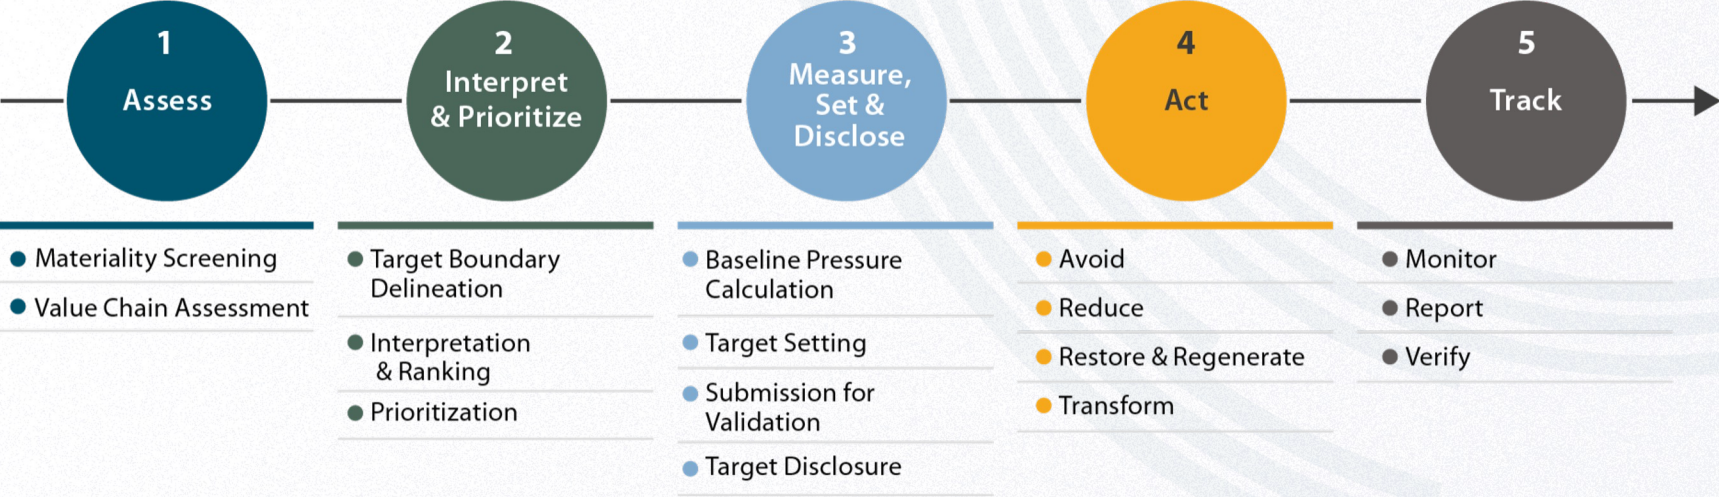 1
Assess
2
Interpret
& Prioritize
3
Measure,
Set &
Disclose
4
Act
5
Track
Materiality Screening
Value Chain Assessment
Target Boundary
Delineation
Interpretation
& Ranking
Prioritization
Baseline Pressure
Calculation
Target Setting
Submission for
Validation
Target Disclosure
Avoid
Reduce
Restore & Regenerate
Transform
Monitor
Report
Verify